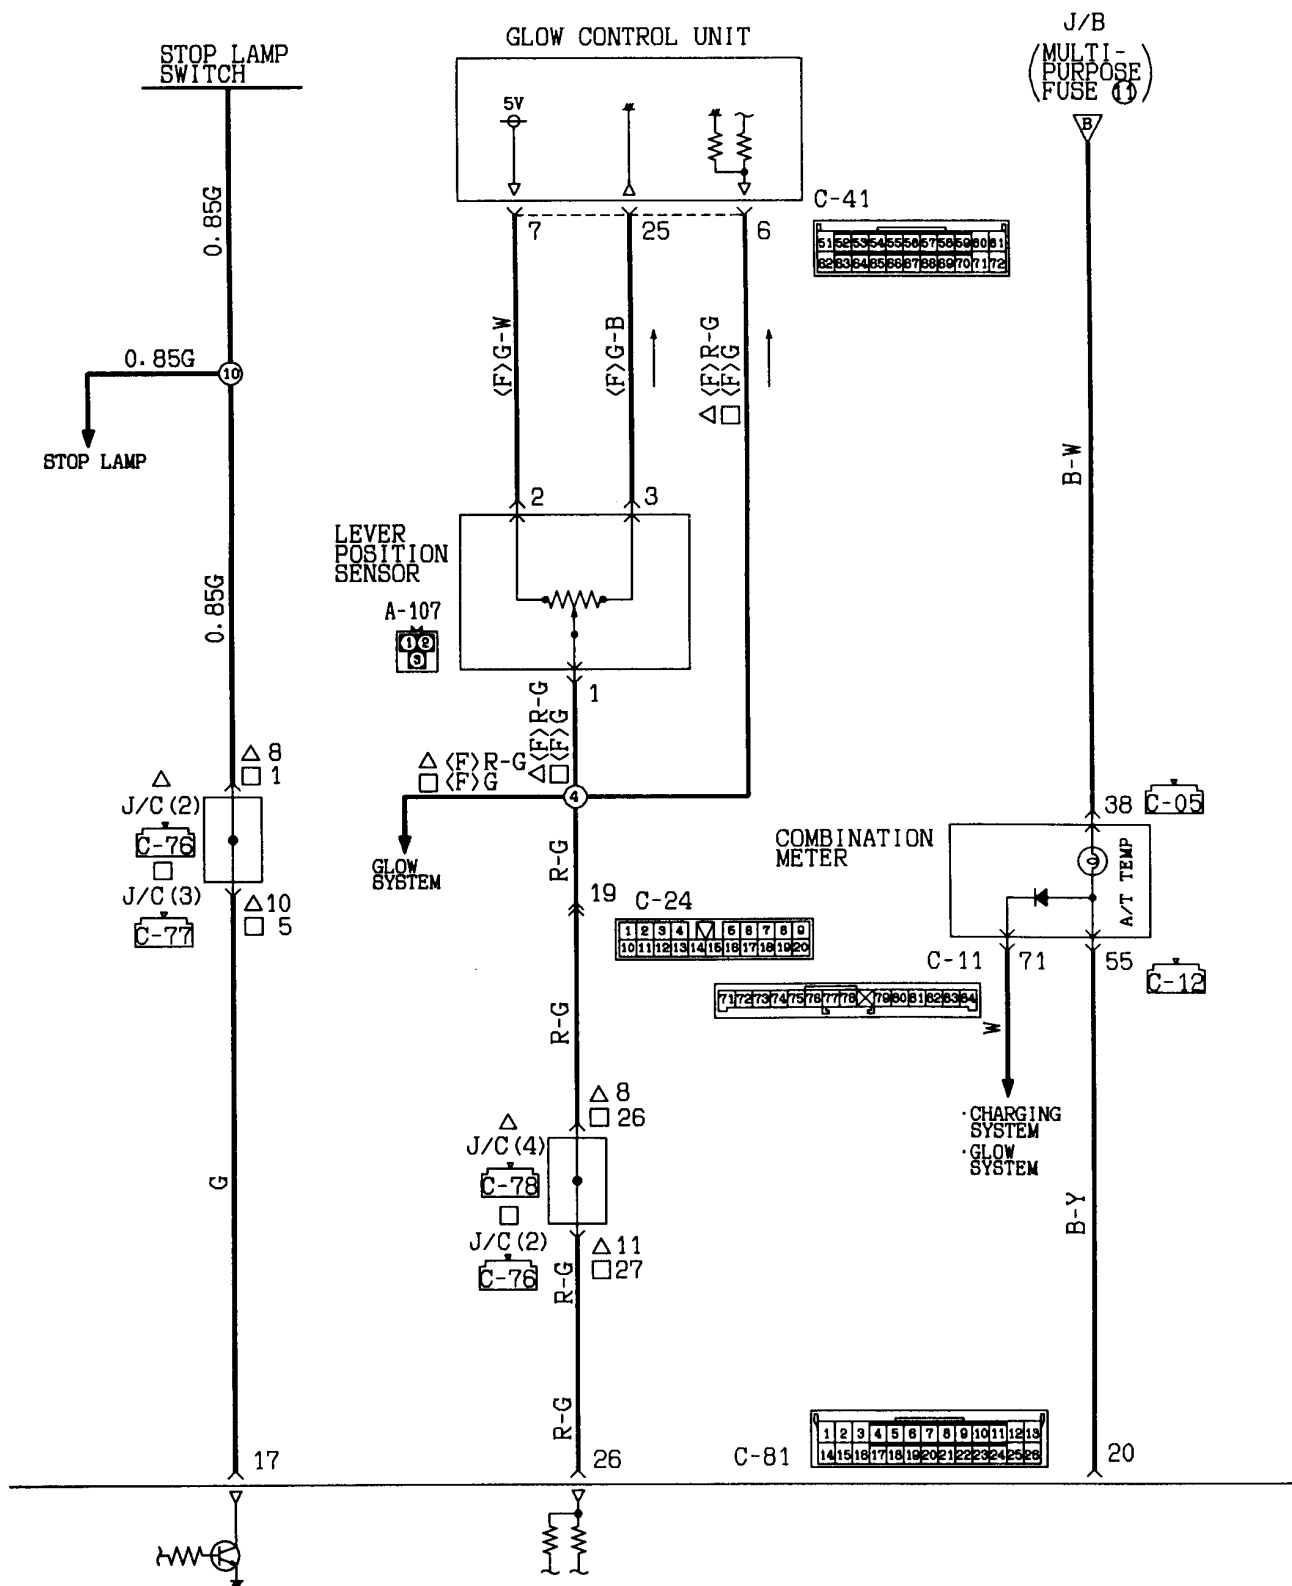 STOP LAMP
SWITCH
GLOW CONTROL UNIT
J/B
(MULTI-
PURPOSE
FUSE 11)
B
5V
0.85G
7
25
6
C-41
51 52 53 54 55 56 57 58 59 60 61
62 63 64 65 66 67 68 69 70 71 72
0.85G
10
STOP LAMP
<F>G-W
<F>G-B
△ <F>R-G
□ <F>G
B-W
2
3
LEVER
POSITION
SENSOR
A-107
1 2
3
0.85G
1
△ <F>R-G
□ <F>G
△ <F>R-G
□ <F>G
4
GLOW
SYSTEM
△ 8
□ 1
△
J/C(2)
C-76
□
J/C(3)
C-77
△10
□ 5
R-G
19
C-24
1 2 3 4 5 6 7 8 9
10 11 12 13 14 15 16 17 18 19 20
38
C-05
COMBINATION
METER
A/T TEMP
C-11
71
55
C-12
71 72 73 74 75 76 77 78 79 80 81 82 83 84
W
R-G
·CHARGING
SYSTEM
·GLOW
SYSTEM
△ 8
□ 26
△
J/C(4)
C-78
□
J/C(2)
C-76
△ 11
□ 27
G
R-G
B-Y
R-G
17
26
C-81
1 2 3 4 5 6 7 8 9 10 11 12 13
14 15 16 17 18 19 20 21 22 23 24 25 26
20